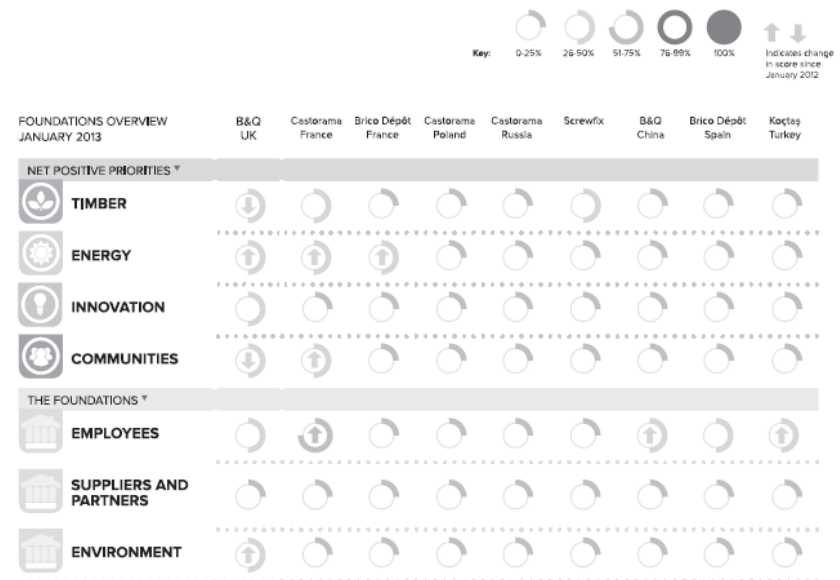 Key: 0-25% 26-50% 51-75% 76-99% 100% Indicates change
in score since
January 2012
FOUNDATIONS OVERVIEW
JANUARY 2013
B&Q
UK
Castorama
France
Brico Dépôt
France
Castorama
Poland
Castorama
Russia
Screwfix
B&Q
China
Brico Dépôt
Spain
Koçtaş
Turkey
NET POSITIVE PRIORITIES ▼
TIMBER
ENERGY
INNOVATION
COMMUNITIES
THE FOUNDATIONS ▼
EMPLOYEES
SUPPLIERS AND
PARTNERS
ENVIRONMENT